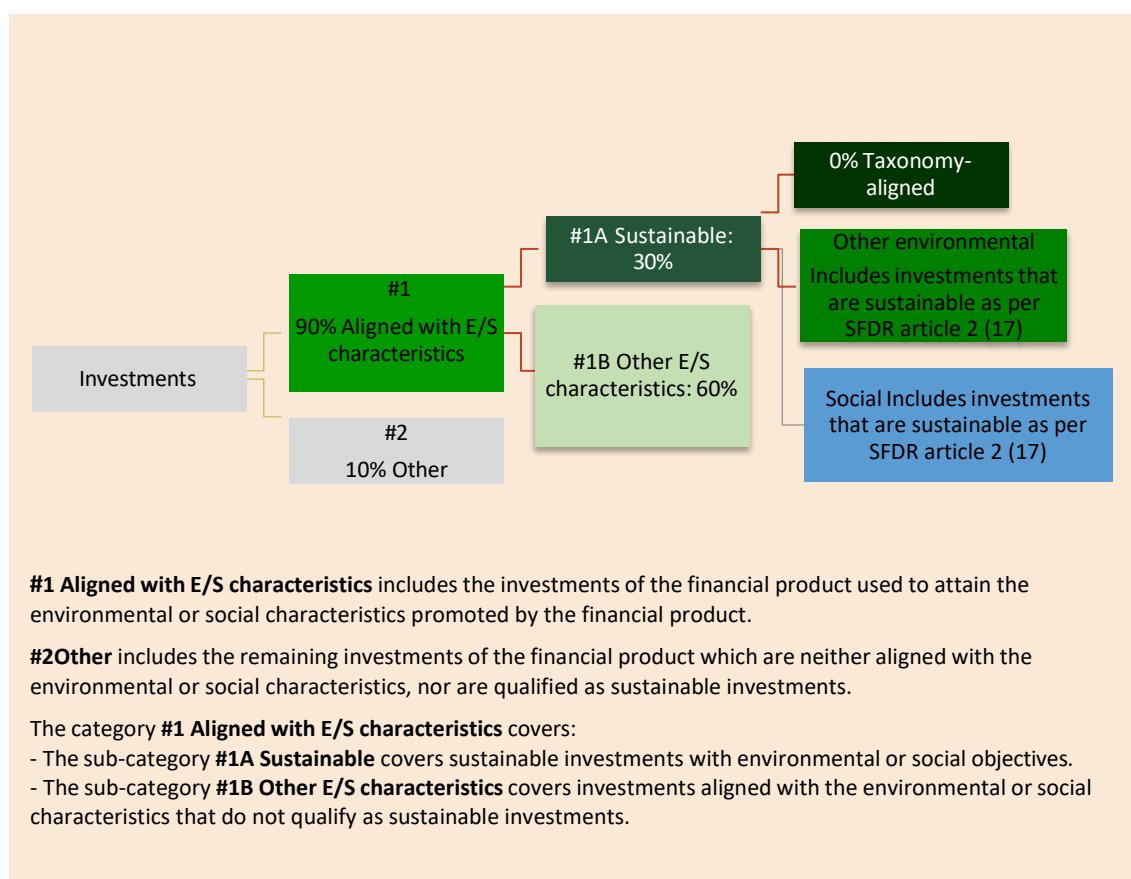 Investments
#1
90% Aligned with E/S
characteristics
#2
10% Other
#1A Sustainable:
30%
#1B Other E/S
characteristics: 60%
0% Taxonomy-
aligned
Other environmental
Includes investments that
are sustainable as per
SFDR article 2 (17)
Social Includes investments
that are sustainable as per
SFDR article 2 (17)
#1 Aligned with E/S characteristics includes the investments of the financial product used to attain the
environmental or social characteristics promoted by the financial product.
#2Other includes the remaining investments of the financial product which are neither aligned with the
environmental or social characteristics, nor are qualified as sustainable investments.
The category #1 Aligned with E/S characteristics covers:
- The sub-category #1A Sustainable covers sustainable investments with environmental or social objectives.
- The sub-category #1B Other E/S characteristics covers investments aligned with the environmental or social
characteristics that do not qualify as sustainable investments.